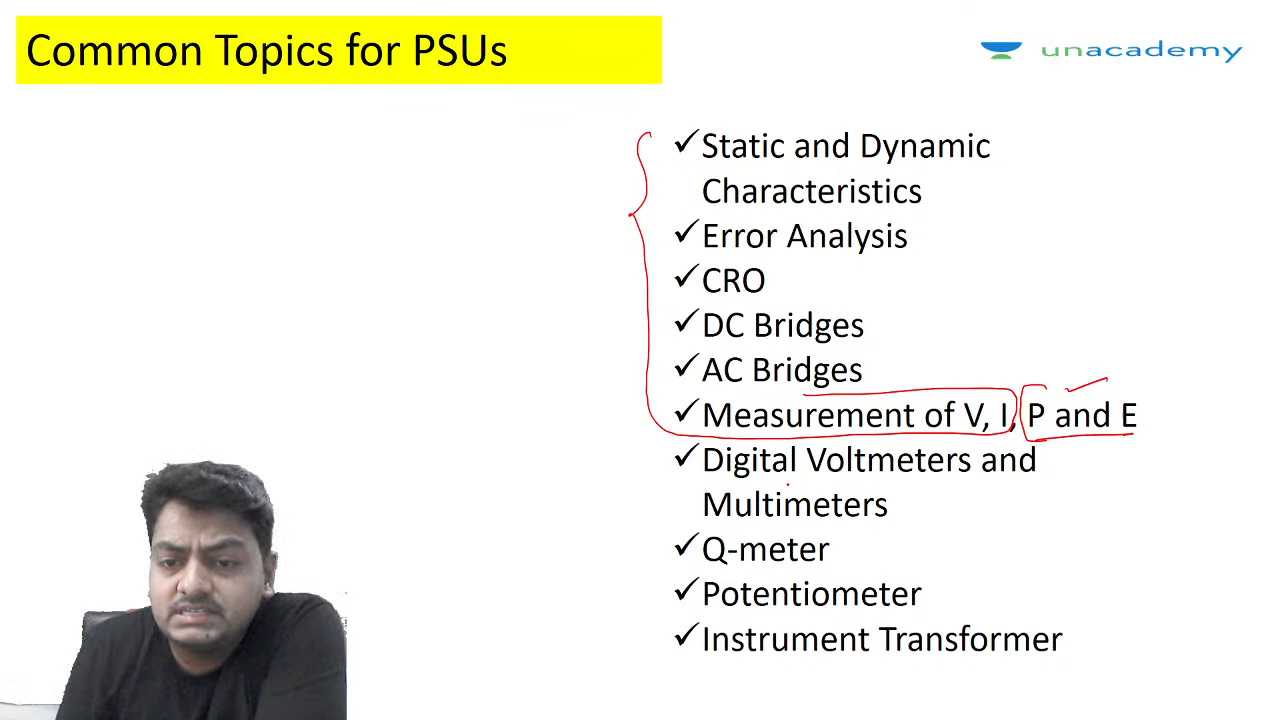 Common Topics for PSUs
unacademy
✓Static and Dynamic
Characteristics
✓Error Analysis
✓CRO
✓DC Bridges
✓AC Bridges
✓Measurement of V, I, P and E
✓Digital Voltmeters and
Multimeters
✓Q-meter
✓Potentiometer
✓Instrument Transformer